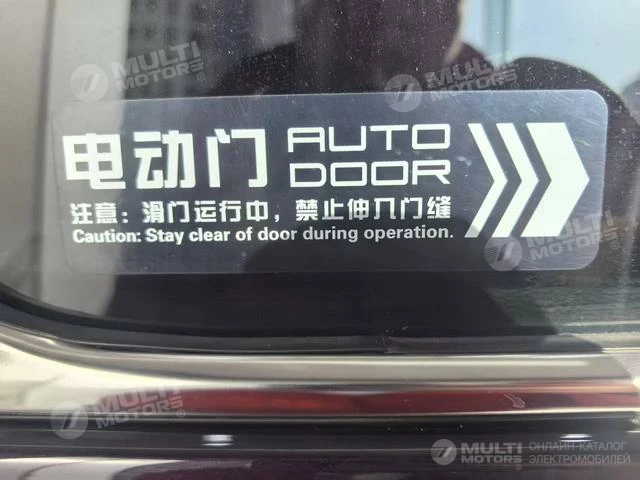 MULTI MOTORS®
MULTI MOTORS®
电动门 AUTO DOOR
注意：滑门运行中，禁止伸入门缝
Caution: Stay clear of door during operation.
MULTI MOTORS®
MULTI MOTORS®
MULTI MOTORS
ОНЛАЙН-КАТАЛОГ
ЭЛЕКТРОМОБИЛЕЙ